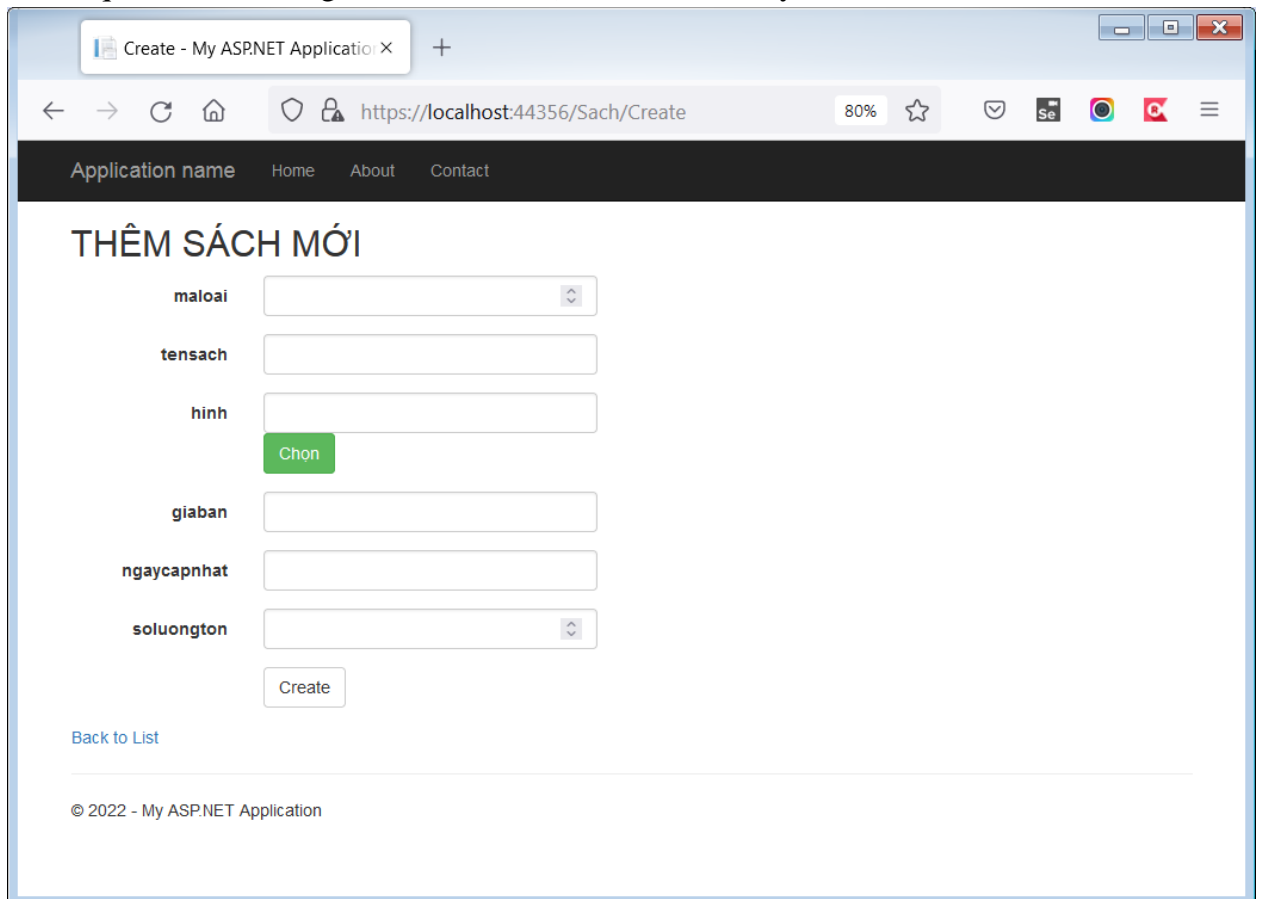 Create - My ASP.NET Application
https://localhost:44356/Sach/Create 80%
Application name Home About Contact
THÊM SÁCH MỚI
maloai
tensach
hinh
Chọn
giaban
ngaycapnhat
soluongton
Create
Back to List
© 2022 - My ASP.NET Application